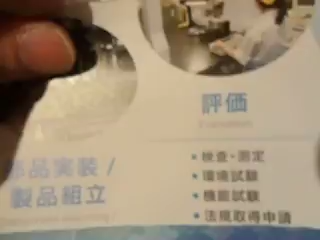 評価
品実装/
製品組立
・検査・測定
・環境試験
・機能試験
・法規取得申請